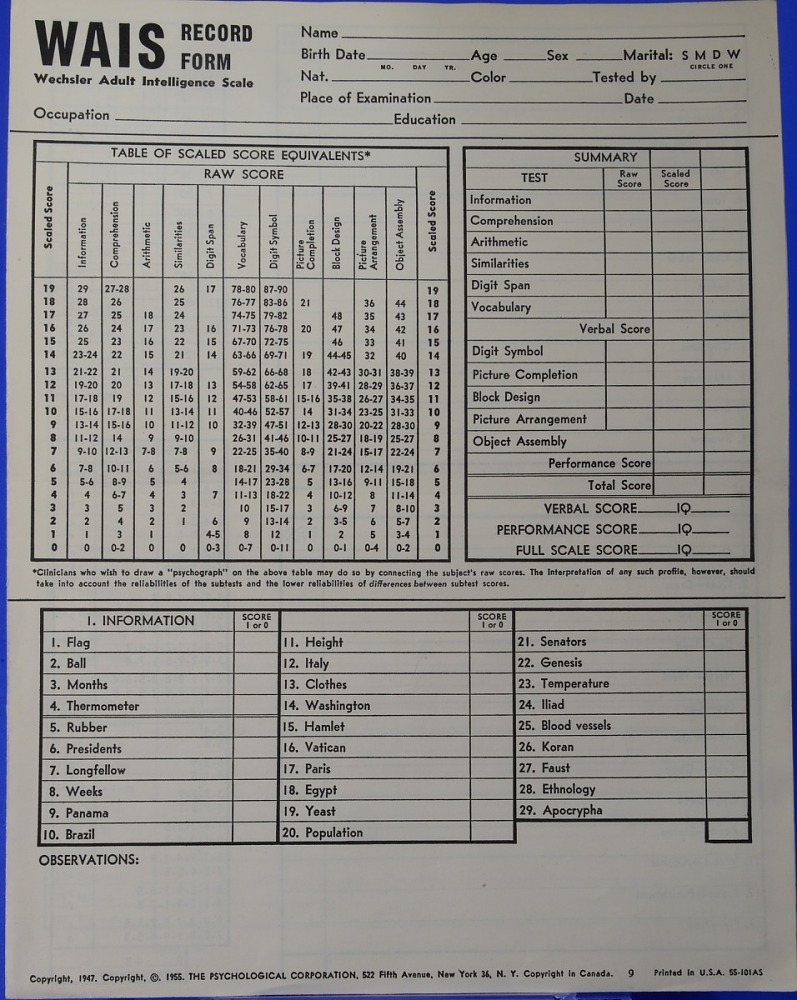 WAIS RECORD FORM
Wechsler Adult Intelligence Scale
Name
Birth Date Age Sex Marital: S M D W
MO. DAY YR. CIRCLE ONE
Nat. Color Tested by
Place of Examination Date
Occupation Education
TABLE OF SCALED SCORE EQUIVALENTS*
RAW SCORE
Scaled Score Information Comprehension Arithmetic Similarities Digit Span Vocabulary Digit Symbol Picture Completion Block Design Picture Arrangement Object Assembly Scaled Score
19 29 27-28 26 17 78-80 87-90 19
18 28 26 25 76-77 83-86 21 36 44 18
17 27 25 18 24 74-75 79-82 48 35 43 17
16 26 24 17 23 16 71-73 76-78 20 47 34 42 16
15 25 23 16 22 15 67-70 72-75 46 33 41 15
14 23-24 22 15 21 14 63-66 69-71 19 44-45 32 40 14
13 21-22 21 14 19-20 59-62 66-68 18 42-43 30-31 38-39 13
12 19-20 20 13 17-18 13 54-58 62-65 17 39-41 28-29 36-37 12
11 17-18 19 12 15-16 12 47-53 58-61 15-16 35-38 26-27 34-35 11
10 15-16 17-18 11 13-14 11 40-46 52-57 14 31-34 23-25 31-33 10
9 13-14 15-16 10 11-12 10 32-39 47-51 12-13 28-30 20-22 28-30 9
8 11-12 14 9 9-10 26-31 41-46 10-11 25-27 18-19 25-27 8
7 9-10 12-13 7-8 7-8 9 22-25 35-40 8-9 21-24 15-17 22-24 7
6 7-8 10-11 6 5-6 8 18-21 29-34 6-7 17-20 12-14 19-21 6
5 5-6 8-9 5 4 14-17 23-28 5 13-16 9-11 15-18 5
4 4 6-7 4 3 7 11-13 18-22 4 10-12 8 11-14 4
3 3 5 3 2 10 15-17 3 6-9 7 8-10 3
2 2 4 2 1 6 9 13-14 2 3-5 6 5-7 2
1 1 3 1 4-5 8 12 1 2 5 3-4 1
0 0 0-2 0 0 0-3 0-7 0-11 0 0-1 0-4 0-2 0
SUMMARY
TEST Raw Score Scaled Score
Information
Comprehension
Arithmetic
Similarities
Digit Span
Vocabulary
Verbal Score
Digit Symbol
Picture Completion
Block Design
Picture Arrangement
Object Assembly
Performance Score
Total Score
VERBAL SCORE IQ
PERFORMANCE SCORE IQ
FULL SCALE SCORE IQ
*Clinicians who wish to draw a "psychograph" on the above table may do so by connecting the subject's raw scores. The interpretation of any such profile, however, should
take into account the reliabilities of the subtests and the lower reliabilities of differences between subtest scores.
1. INFORMATION SCORE 1 or 0
1. Flag
2. Ball
3. Months
4. Thermometer
5. Rubber
6. Presidents
7. Longfellow
8. Weeks
9. Panama
10. Brazil
SCORE 1 or 0
11. Height
12. Italy
13. Clothes
14. Washington
15. Hamlet
16. Vatican
17. Paris
18. Egypt
19. Yeast
20. Population
SCORE 1 or 0
21. Senators
22. Genesis
23. Temperature
24. Iliad
25. Blood vessels
26. Koran
27. Faust
28. Ethnology
29. Apocrypha
OBSERVATIONS:
Copyright, 1947. Copyright, ©, 1955. THE PSYCHOLOGICAL CORPORATION, 522 Fifth Avenue, New York 36, N. Y. Copyright in Canada. 9 Printed in U.S.A. 55-101AS